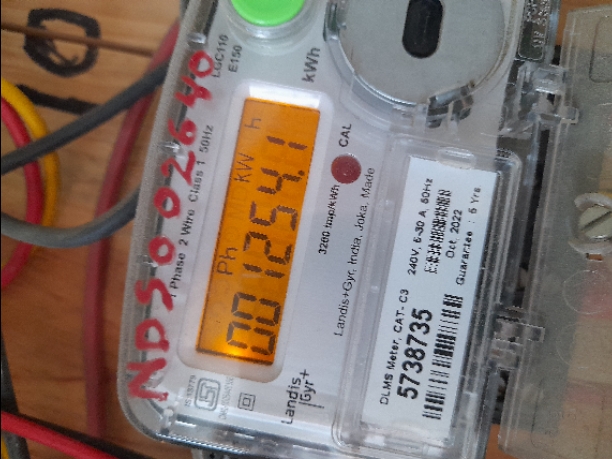 NDS002640
LGC110
E150
kWh
1 Phase 2 Wire Class 1 50Hz
Ph kW h
001254.1
CAL
3200 imp/kWh
Landis+Gyr, India, Joka, Made
Landis
Gyr+
DLMS Meter, CAT- C3
240V, 5-30 A, 50Hz
5738735
Oct, 2022
Guarantee : 5 Yrs